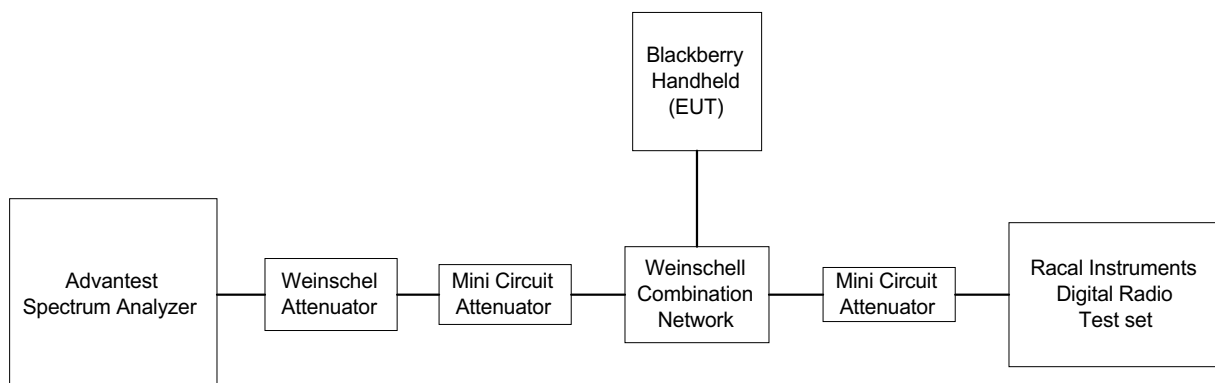 Blackberry
Handheld
(EUT)
Advantest
Spectrum Analyzer
Weinschel
Attenuator
Mini Circuit
Attenuator
Weinschell
Combination
Network
Mini Circuit
Attenuator
Racal Instruments
Digital Radio
Test set